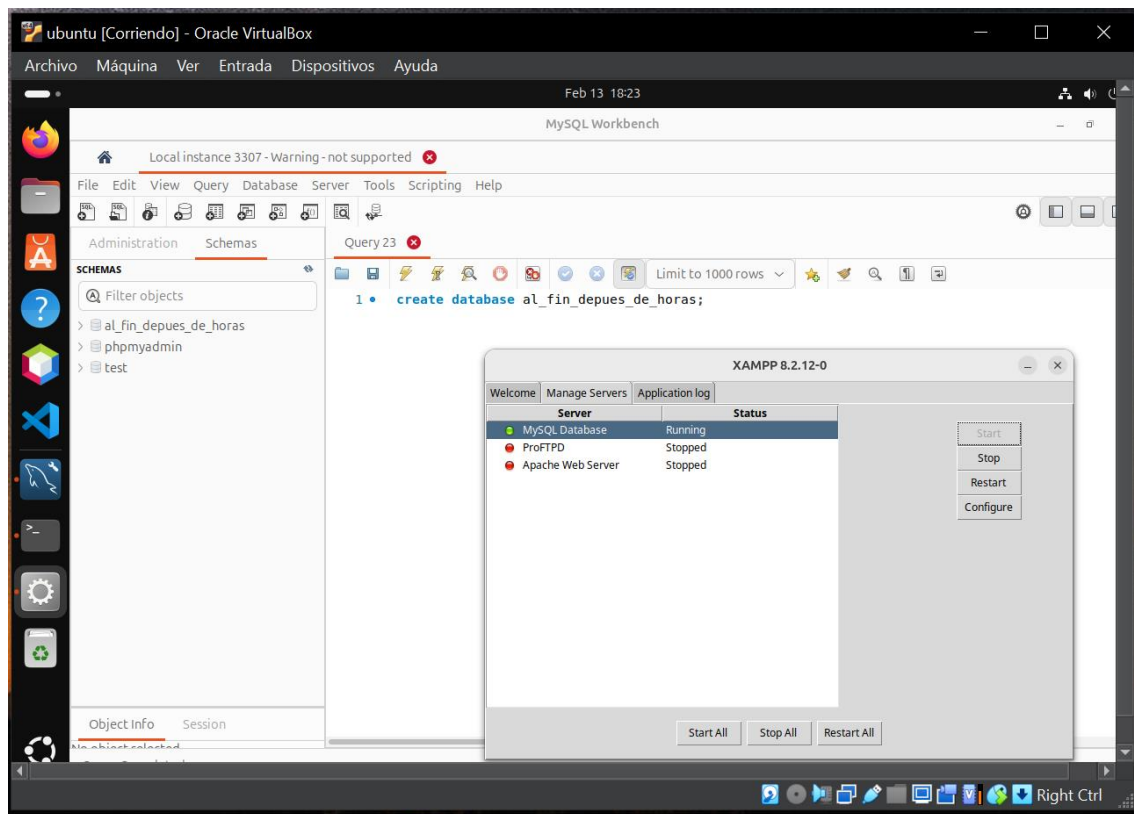 ubuntu [Corriendo] - Oracle VirtualBox
Archivo Máquina Ver Entrada Dispositivos Ayuda
Feb 13 18:23
MySQL Workbench
Local instance 3307 - Warning - not supported
File Edit View Query Database Server Tools Scripting Help
Administration Schemas
Query 23
SCHEMAS
Limit to 1000 rows
Filter objects
1 create database al_fin_depues_de_horas;
al_fin_depues_de_horas
phpmyadmin
test
XAMPP 8.2.12-0
Welcome Manage Servers Application log
Server Status
MySQL Database Running
ProFTPD Stopped
Apache Web Server Stopped
Start
Stop
Restart
Configure
Start All Stop All Restart All
Object Info Session
No object selected
Right Ctrl